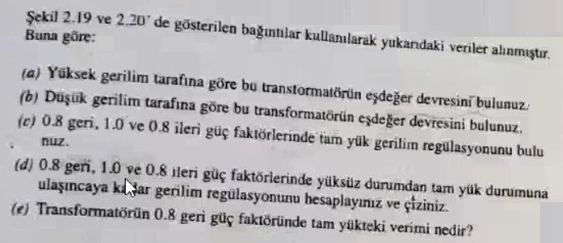 Şekil 2.19 ve 2.20' de gösterilen bağıntılar kullanılarak yukarıdaki veriler alınmıştır.
Buna göre:
(a) Yüksek gerilim tarafına göre bu transtormatörün eşdeğer devresini bulunuz.
(b) Düşük gerilim tarafına göre bu transformatörün eşdeğer devresini bulunuz.
(c) 0.8 geri, 1.0 ve 0.8 ileri güç faktörlerinde tam yük gerilim regülasyonunu bulu
nuz.
(d) 0.8 geri, 1.0 ve 0.8 ileri güç faktörlerinde yüksüz durumdan tam yük durumuna
ulaşıncaya kadar gerilim regülasyonunu hesaplayınız ve çiziniz.
(e) Transformatörün 0.8 geri güç faktöründe tam yükteki verimi nedir?